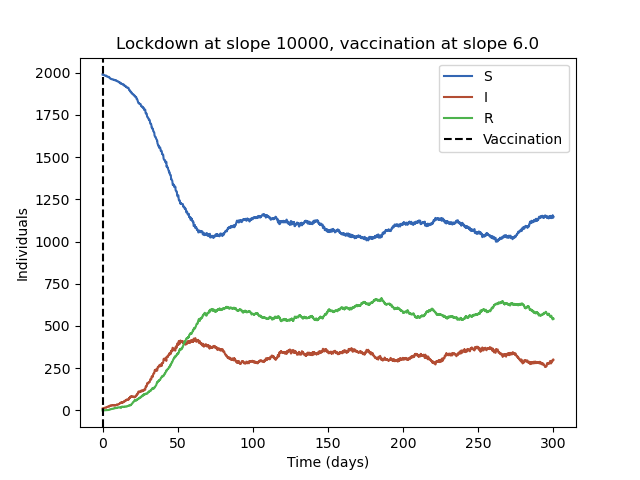 Lockdown at slope 10000, vaccination at slope 6.0
S
I
R
Vaccination
2000
1750
1500
1250
1000
750
500
250
0
Individuals
0 50 100 150 200 250 300
Time (days)